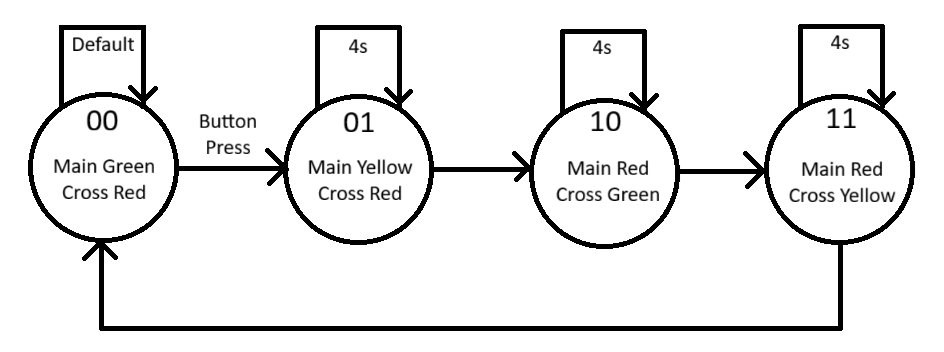 Default
4s
4s
4s
00
Main Green
Cross Red
Button
Press
01
Main Yellow
Cross Red
10
Main Red
Cross Green
11
Main Red
Cross Yellow